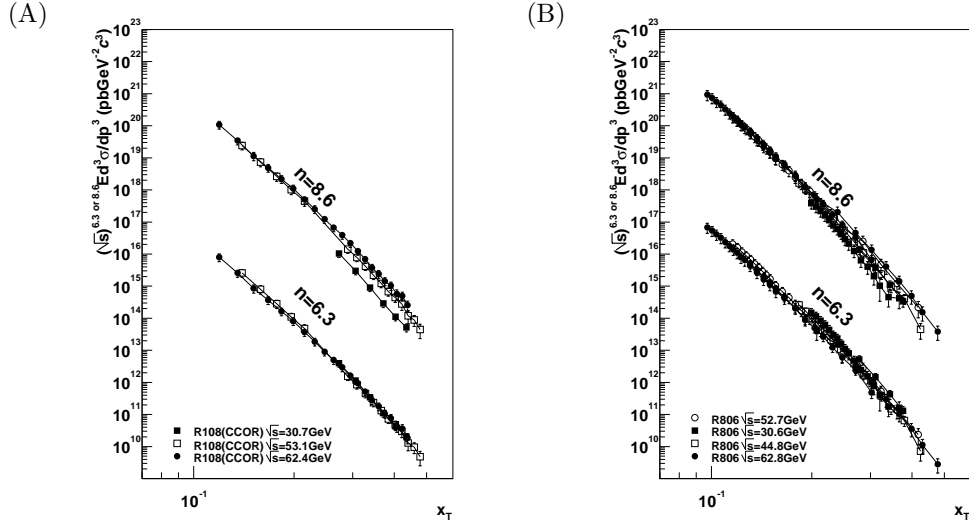 (A)
(√s)^6.3 or 8.6 Ed^3σ/dp^3 (pbGeV^-2c^3)
10^23
10^22
10^21
10^20
10^19
10^18
10^17
10^16
10^15
10^14
10^13
10^12
10^11
10^10
n=8.6
n=6.3
R108(CCOR) √s=30.7GeV
R108(CCOR) √s=53.1GeV
R108(CCOR) √s=62.4GeV
10^-1
x_T
(B)
(√s)^6.3 or 8.6 Ed^3σ/dp^3 (pbGeV^-2c^3)
10^23
10^22
10^21
10^20
10^19
10^18
10^17
10^16
10^15
10^14
10^13
10^12
10^11
10^10
n=8.6
n=6.3
R806 √s=52.7GeV
R806 √s=30.6GeV
R806 √s=44.8GeV
R806 √s=62.8GeV
10^-1
x_T